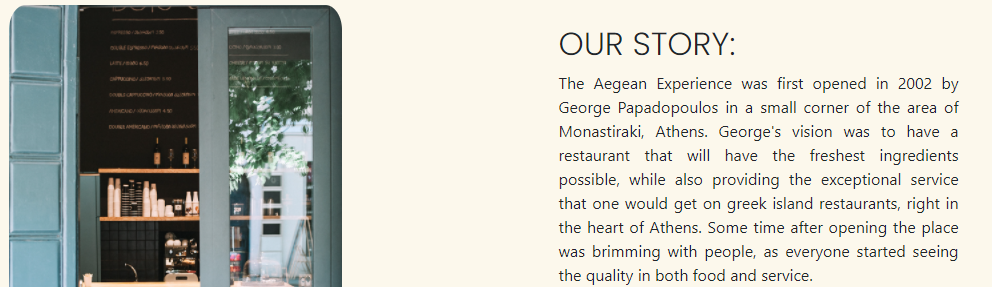 OUR STORY:
The Aegean Experience was first opened in 2002 by
George Papadopoulos in a small corner of the area of
Monastiraki, Athens. George's vision was to have a
restaurant that will have the freshest ingredients
possible, while also providing the exceptional service
that one would get on greek island restaurants, right in
the heart of Athens. Some time after opening the place
was brimming with people, as everyone started seeing
the quality in both food and service.